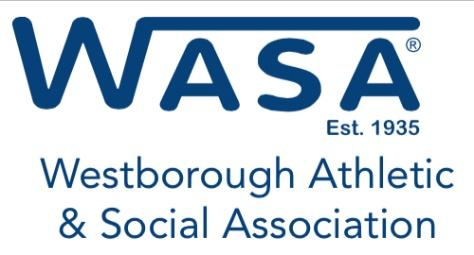 WASA®
Est. 1935
Westborough Athletic
& Social Association